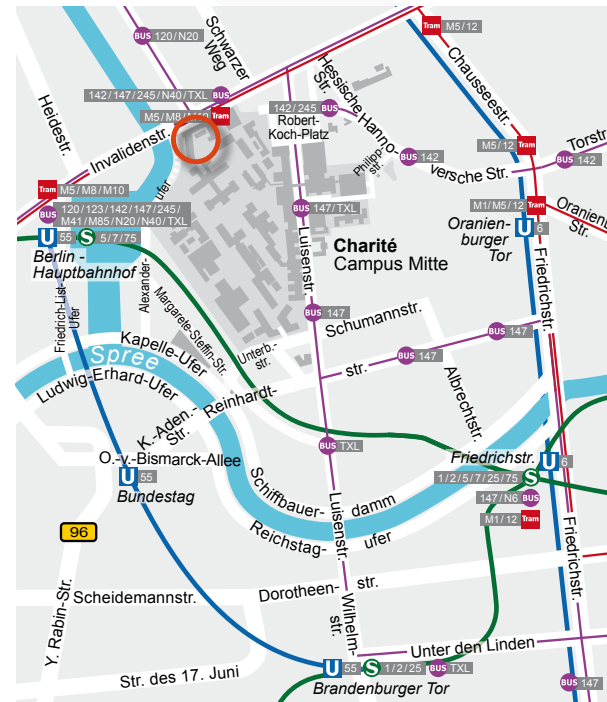 BUS 120/N20
Schwarzer
Weg
Tram M5/12
Chausseestr.
Heidestr.
142/147/245/N40/TXL BUS
M5/M8/M10 Tram
Invalidenstr.
Hessische
Str.
142/245 BUS
Robert-
Koch-Platz
Hanno-
versche Str.
Philipp-
str.
BUS 142
M5/12 Tram
Torstr
BUS 142
ufer
Tram M5/M8/M10
BUS 120/123/142/147/245/
M41/M85/N20/N40/TXL
U 55 S 5/7/75
Berlin -
Hauptbahnhof
BUS 147/TXL
Luisenstr.
Charité
Campus Mitte
M1/M5/12 Tram
Oranienb
Str.
Oranien-
burger
Tor
U 6
Friedrichstr.
Friedrich-List
Ufer
Alexander-
Margarete-Steffin-Str.
BUS 147
Schumannstr.
BUS 147
Unterb.-
str.
BUS 147
Kapelle-Ufer
Spree
Ludwig-Erhard-Ufer
K.-Aden.-
Str.
Reinhardt-
str.
Albrechtstr.
BUS TXL
O.-v.-Bismarck-Allee
U 55
Bundestag
Friedrichstr.
U 6
1/2/5/7/25/75 S
147/N6 BUS
M1/12 Tram
Schiffbauer-
damm
Reichstag-
ufer
Luisenstr.
Friedrichstr.
96
Y. Rabin-Str.
Scheidemannstr.
Dorotheen-
str.
Wilhelm-
str.
Unter den Linden
Str. des 17. Juni
U 55 S 1/2/25 BUS TXL
Brandenburger Tor
BUS 147